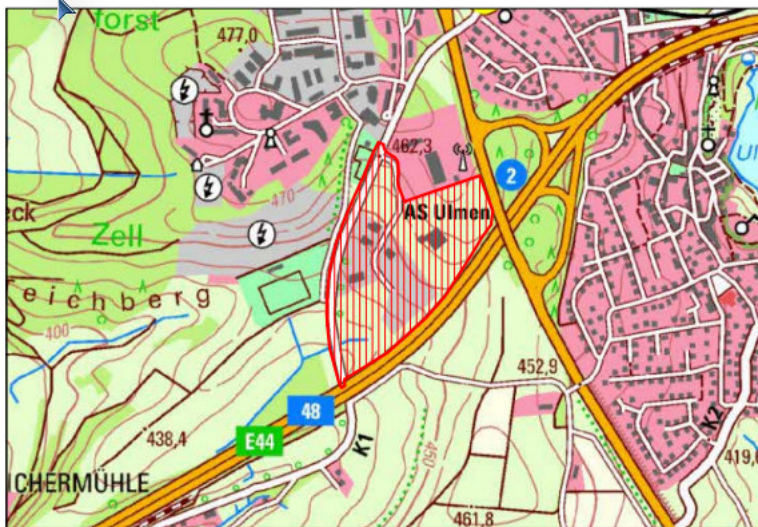 forst
477,0
462,3
2
AS Ulmen
470
eck
Zell
eichberg
400
48
452,9
E44
K1
K2
438,4
450
419,6
ICHERMÜHLE
461,8